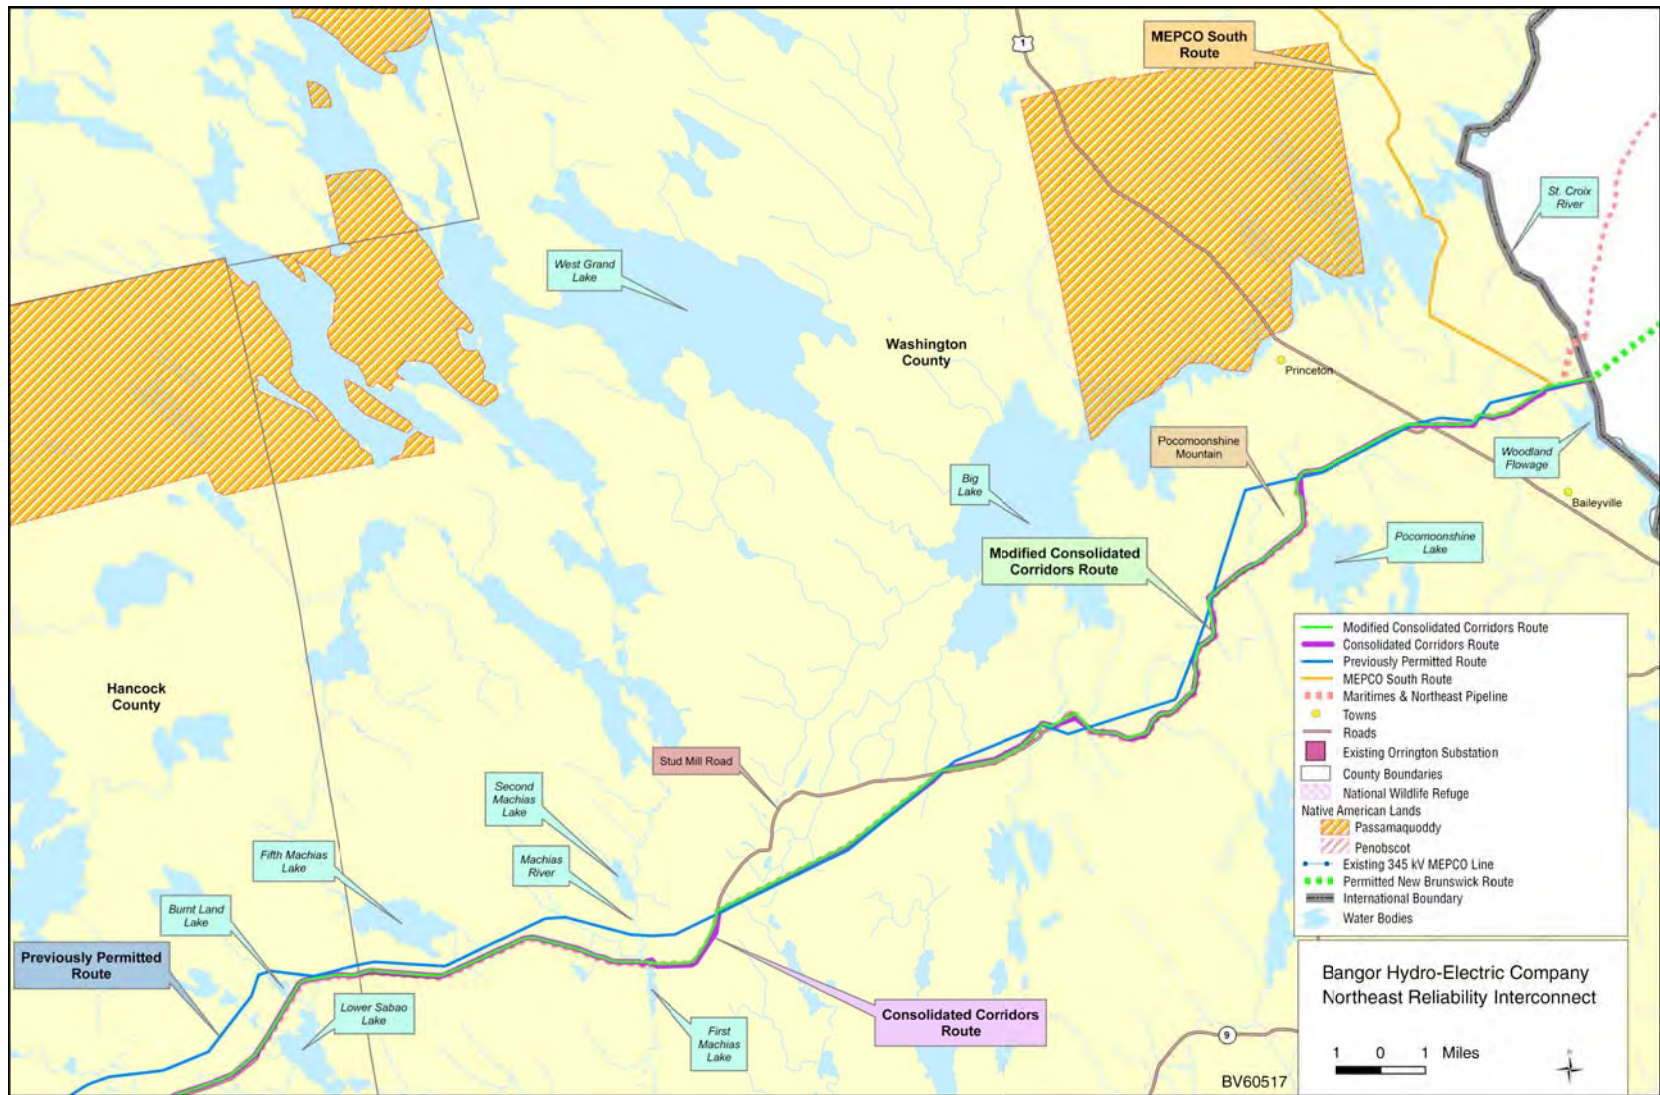 1
MEPCO South
Route
St. Croix
River
West Grand
Lake
Washington
County
Princeton
Pocomoonshine
Mountain
Woodland
Flowage
Big
Lake
Baileyville
Pocomoonshine
Lake
Modified Consolidated
Corridors Route
Hancock
County
Stud Mill Road
Second
Machias
Lake
Fifth Machias
Lake
Machias
River
Burnt Land
Lake
Previously Permitted
Route
Lower Sabao
Lake
First
Machias
Lake
Consolidated Corridors
Route
9
Modified Consolidated Corridors Route
Consolidated Corridors Route
Previously Permitted Route
MEPCO South Route
Maritimes & Northeast Pipeline
Towns
Roads
Existing Orrington Substation
County Boundaries
National Wildlife Refuge
Native American Lands
Passamaquoddy
Penobscot
Existing 345 kV MEPCO Line
Permitted New Brunswick Route
International Boundary
Water Bodies
Bangor Hydro-Electric Company
Northeast Reliability Interconnect
1 0 1 Miles
N
BV60517